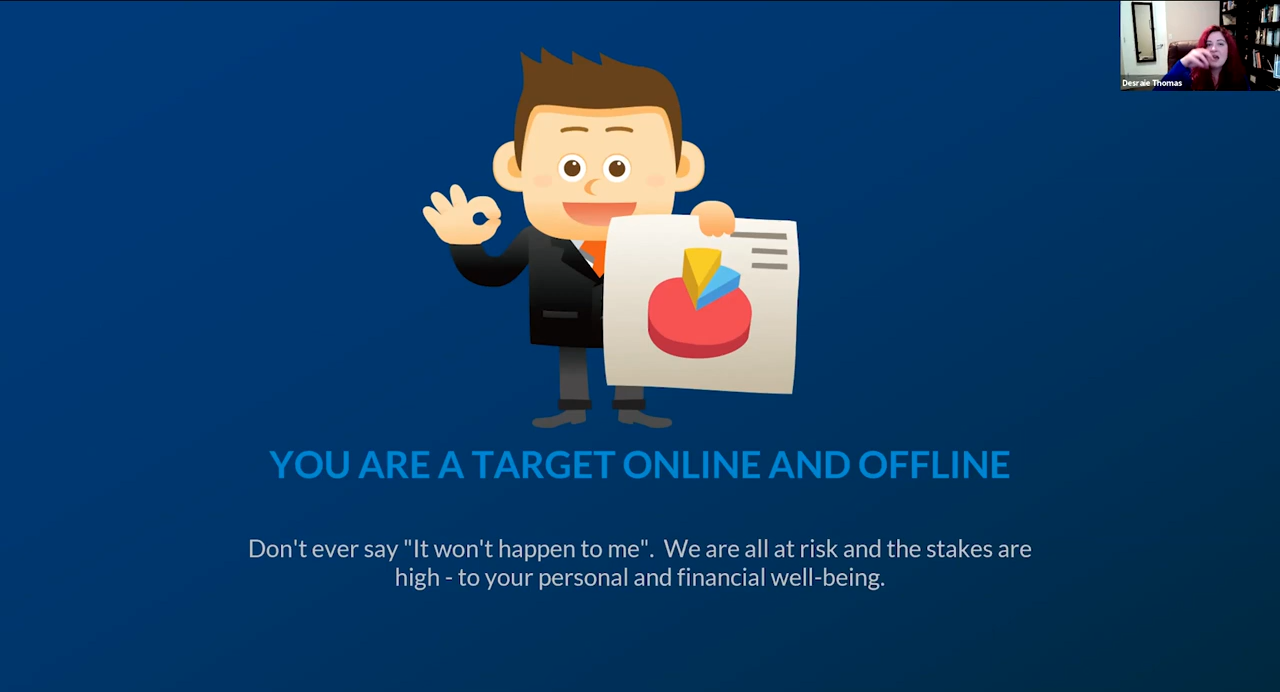 Desraie Thomas
YOU ARE A TARGET ONLINE AND OFFLINE
Don't ever say "It won't happen to me".  We are all at risk and the stakes are
high - to your personal and financial well-being.